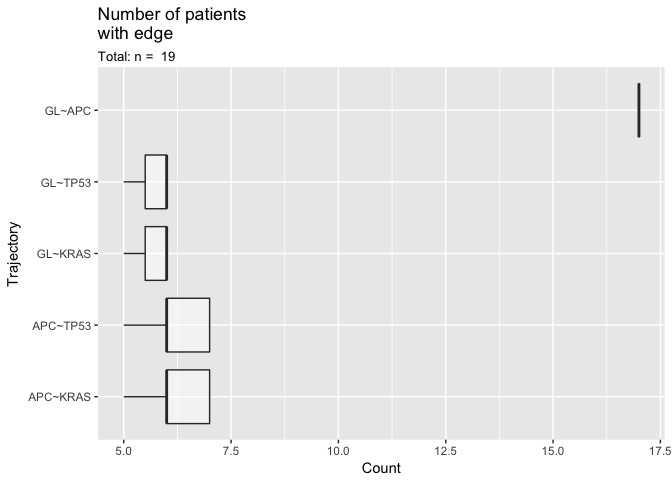 Number of patients
with edge
Total: n =  19
GL~APC
GL~TP53
GL~KRAS
APC~TP53
APC~KRAS
Trajectory
5.0
7.5
10.0
12.5
15.0
17.5
Count